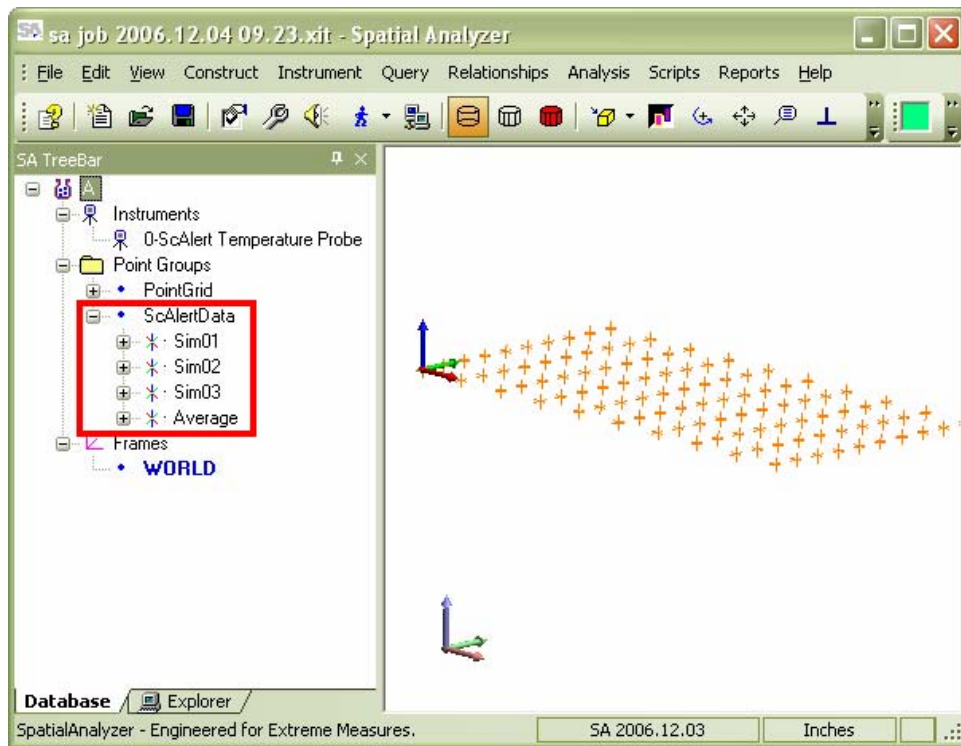 SA sa job 2006.12.04 09.23.xit - Spatial Analyzer
File Edit View Construct Instrument Query Relationships Analysis Scripts Reports Help
SA TreeBar
A
Instruments
0-ScAlert Temperature Probe
Point Groups
PointGrid
ScAlertData
Sim01
Sim02
Sim03
Average
Frames
WORLD
Database Explorer
SpatialAnalyzer - Engineered for Extreme Measures. SA 2006.12.03 Inches